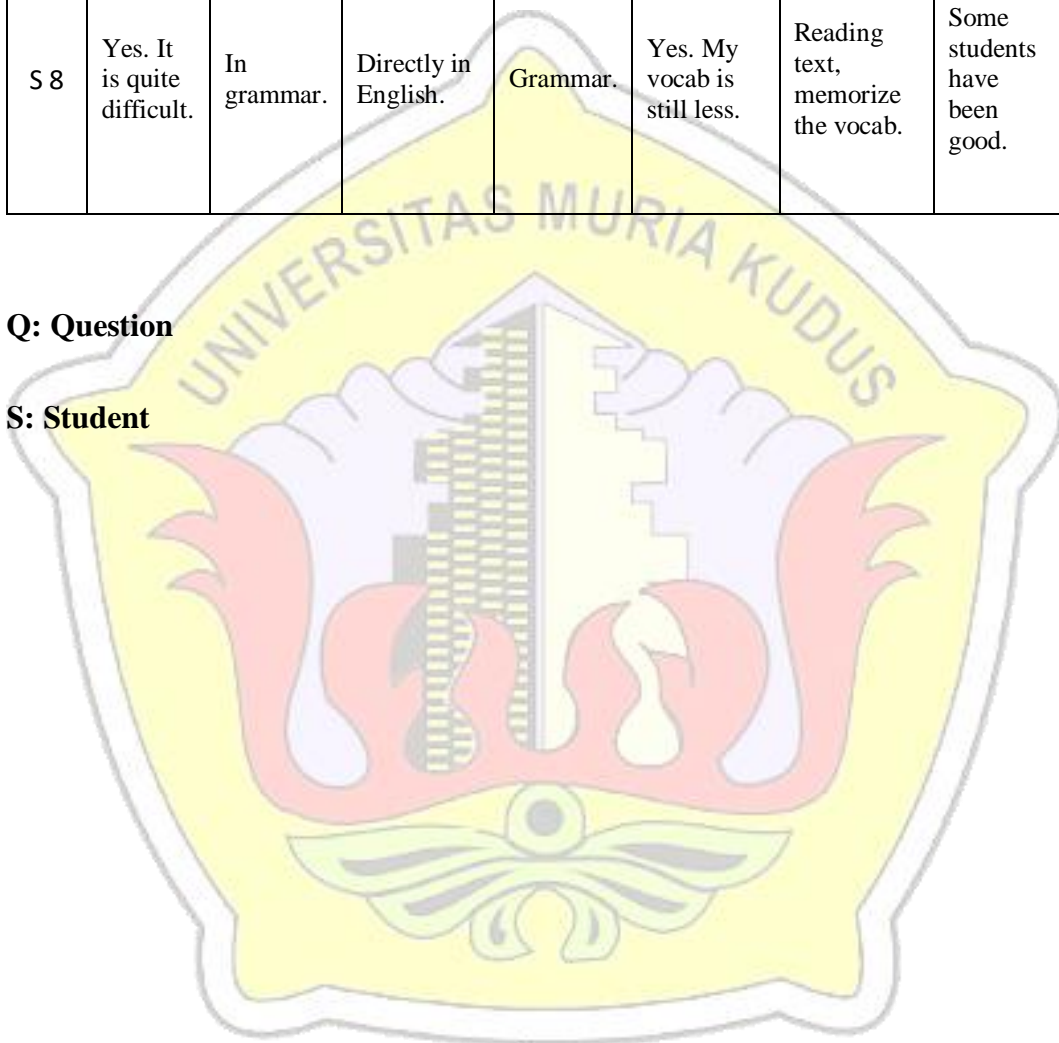 S 8
Yes. It
is quite
difficult.
In
grammar.
Directly in
English.
Grammar.
Yes. My
vocab is
still less.
Reading
text,
memorize
the vocab.
Some
students
have
been
good.
UNIVERSITAS MURIA KUDUS
Q: Question
S: Student